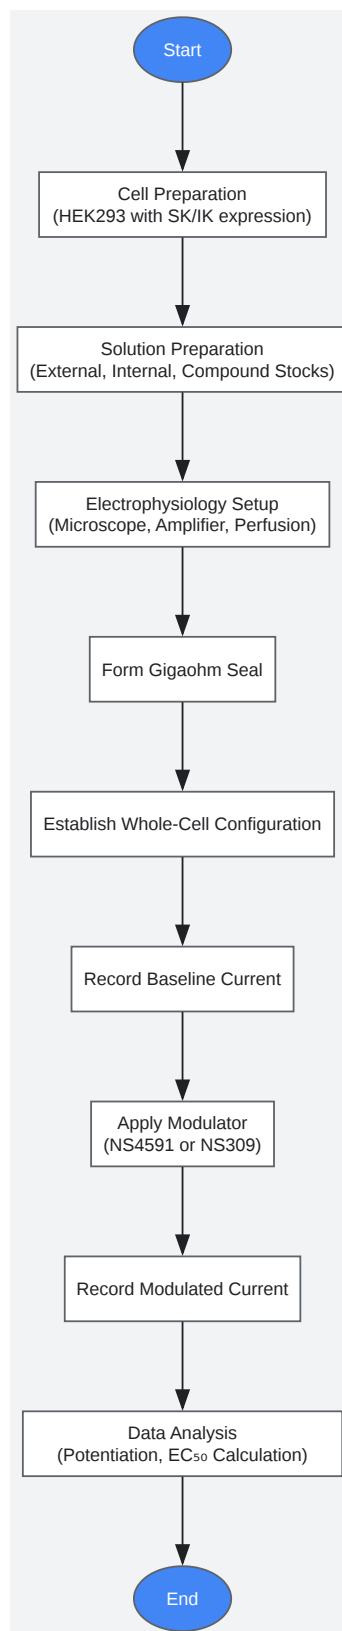 Start
Cell Preparation
(HEK293 with SK/IK expression)
Solution Preparation
(External, Internal, Compound Stocks)
Electrophysiology Setup
(Microscope, Amplifier, Perfusion)
Form Gigaohm Seal
Establish Whole-Cell Configuration
Record Baseline Current
Apply Modulator
(NS4591 or NS309)
Record Modulated Current
Data Analysis
(Potentiation, EC₅₀ Calculation)
End